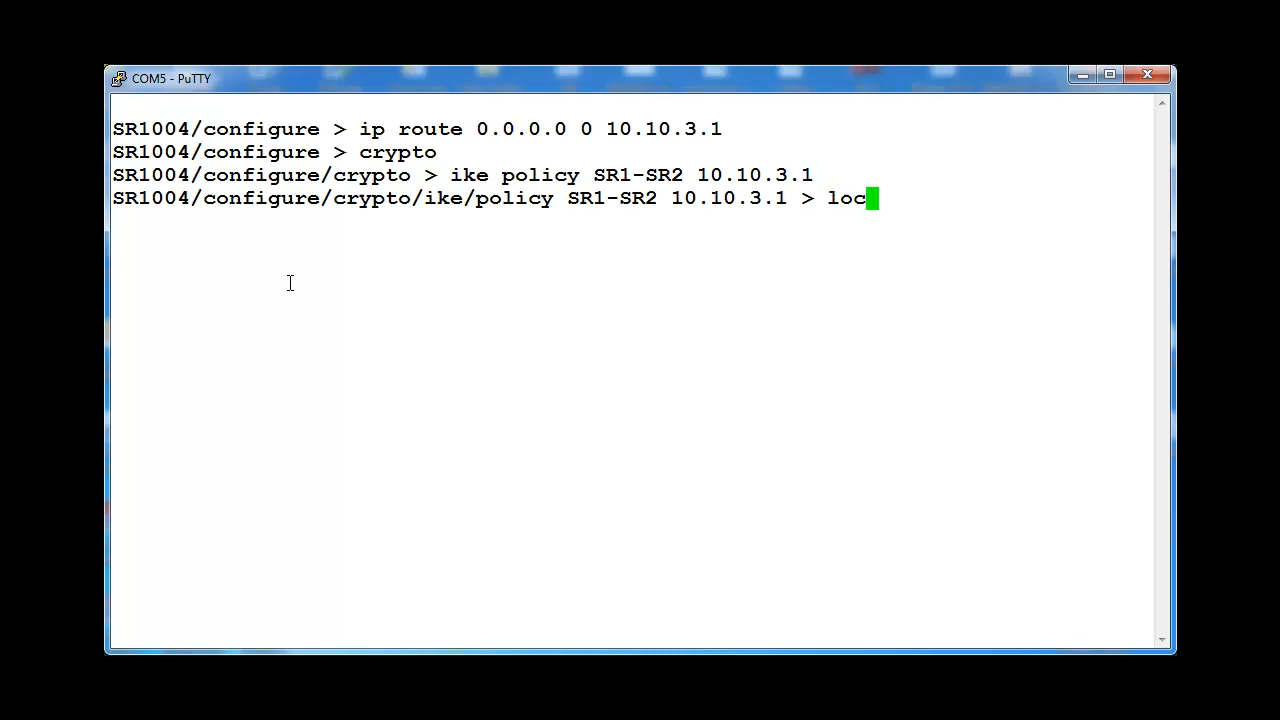 COM5 - PuTTY
SR1004/configure > ip route 0.0.0.0 0 10.10.3.1
SR1004/configure > crypto
SR1004/configure/crypto > ike policy SR1-SR2 10.10.3.1
SR1004/configure/crypto/ike/policy SR1-SR2 10.10.3.1 > loc